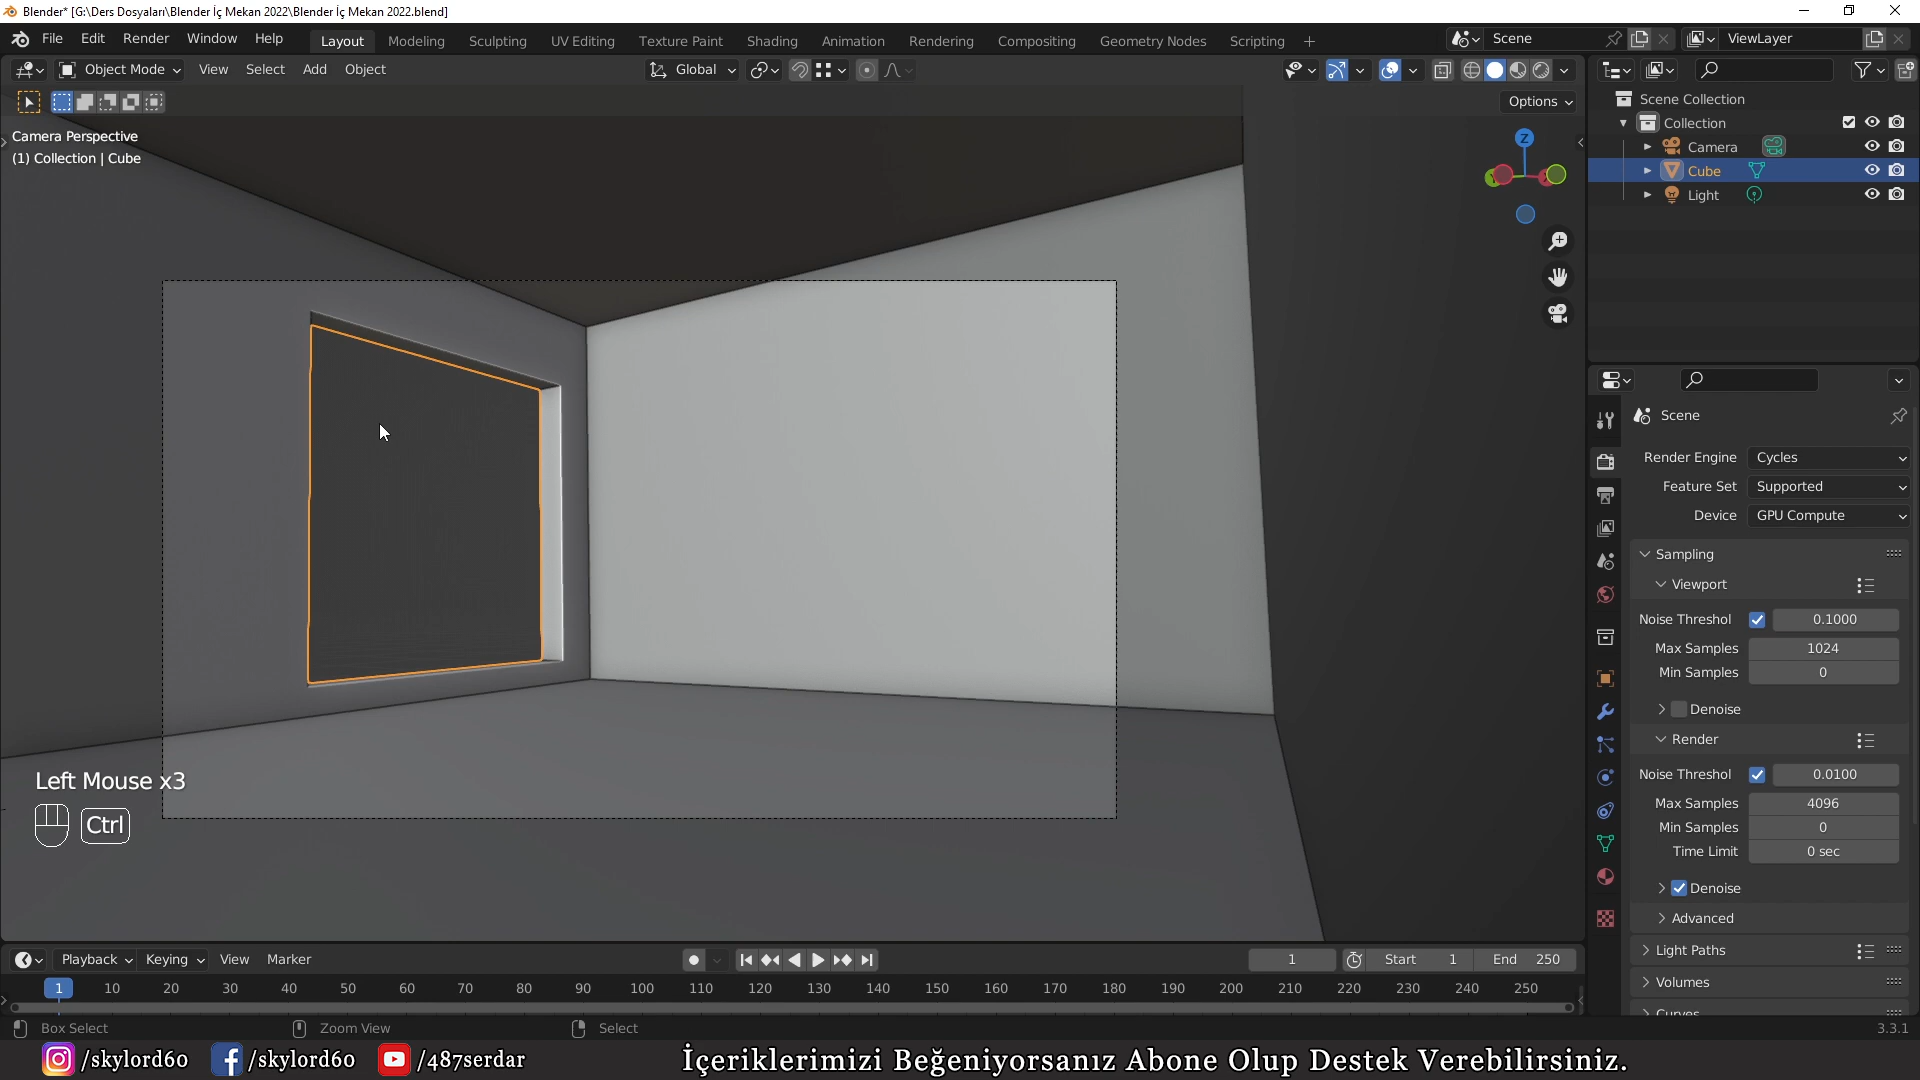 Blender* [G:\Ders Dosyaları\Blender İç Mekan 2022\Blender İç Mekan 2022.blend]
File Edit Render Window Help
Layout Modeling Sculpting UV Editing Texture Paint Shading Animation Rendering Compositing Geometry Nodes Scripting +
Scene
ViewLayer
Object Mode View Select Add Object
Global
Options
Camera Perspective
(1) Collection | Cube
Z
Scene Collection
Collection
Camera
Cube
Light
Scene
Render Engine Cycles
Feature Set Supported
Device GPU Compute
Sampling
Viewport
Noise Threshol 0.1000
Max Samples 1024
Min Samples 0
Denoise
Render
Noise Threshol 0.0100
Max Samples 4096
Min Samples 0
Time Limit 0 sec
Denoise
Advanced
Light Paths
Volumes
Curves
Left Mouse x3
Ctrl
Playback Keying View Marker
1 Start 1 End 250
1 10 20 30 40 50 60 70 80 90 100 110 120 130 140 150 160 170 180 190 200 210 220 230 240 250
Box Select Zoom View Select 3.3.1
/skylord60 /skylord60 /487serdar İçeriklerimizi Beğeniyorsanız Abone Olup Destek Verebilirsiniz.